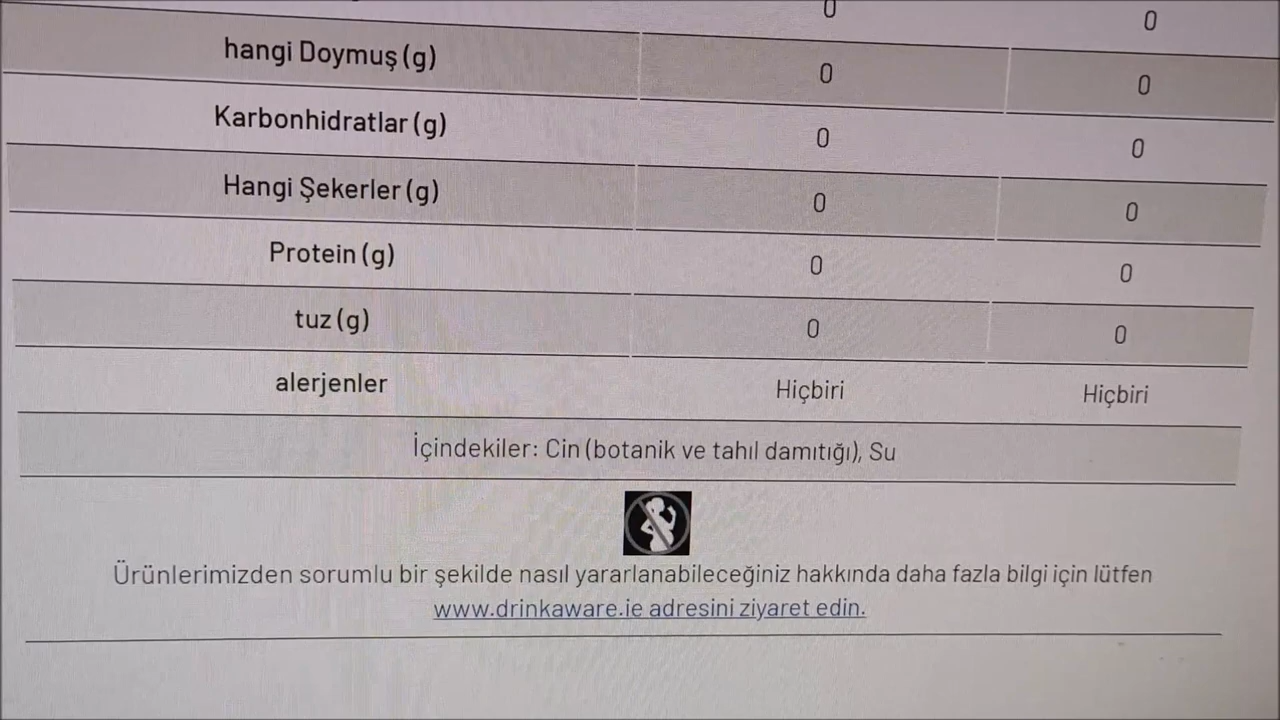 0 0
hangi Doymuş (g) 0 0
Karbonhidratlar (g) 0 0
Hangi Şekerler (g) 0 0
Protein (g) 0 0
tuz (g) 0 0
alerjenler Hiçbiri Hiçbiri
İçindekiler: Cin (botanik ve tahıl damıtığı), Su
Ürünlerimizden sorumlu bir şekilde nasıl yararlanabileceğiniz hakkında daha fazla bilgi için lütfen
www.drinkaware.ie adresini ziyaret edin.